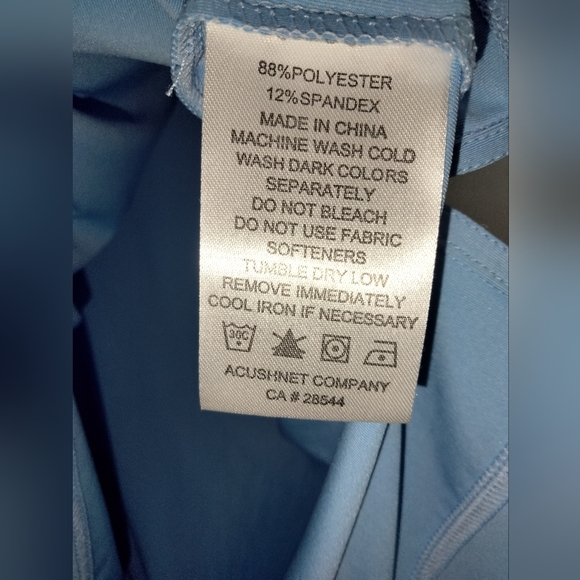 88%POLYESTER
12%SPANDEX
MADE IN CHINA
MACHINE WASH COLD
WASH DARK COLORS
SEPARATELY
DO NOT BLEACH
DO NOT USE FABRIC
SOFTENERS
TUMBLE DRY LOW
REMOVE IMMEDIATELY
COOL IRON IF NECESSARY
30C
ACUSHNET COMPANY
CA # 28544